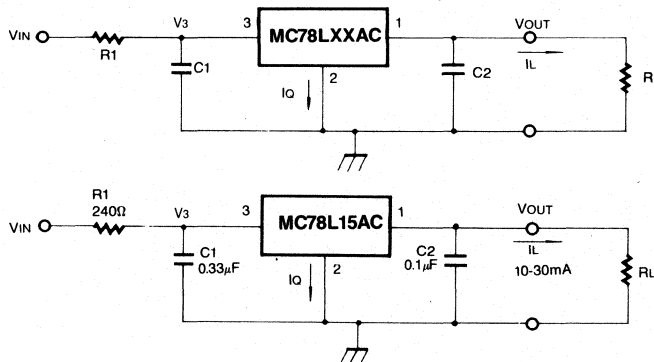 VIN
R1
V3
3
MC78LXXAC
1
VOUT
C1
IQ
2
C2
IL
R
R1
240Ω
VIN
V3
3
MC78L15AC
1
VOUT
C1
0.33μF
IQ
2
C2
0.1μF
IL
10-30mA
RL